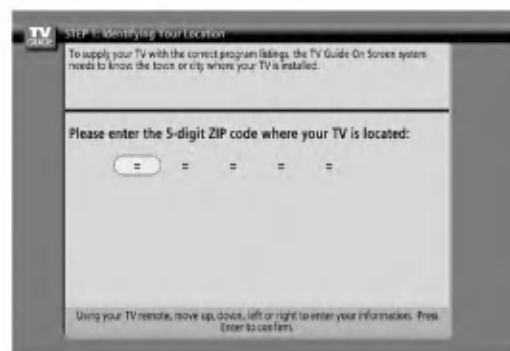 TV
GUIDE
STEP 1: Identifying Your Location
To supply your TV with the correct program listings, the TV Guide On Screen system
needs to know the town or city where your TV is installed.
Please enter the 5-digit ZIP code where your TV is located:
= = = = =
Using your TV remote, move up, down, left or right to enter your information. Press
Enter to confirm.